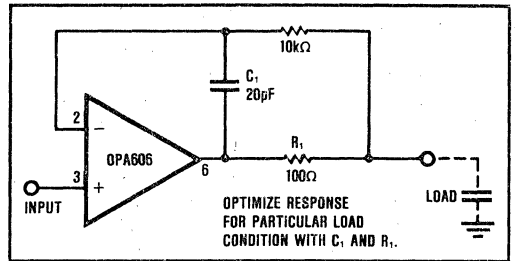 10kΩ
C₁
20pF
2
−
OPA606
6
R₁
100Ω
3
+
INPUT
LOAD
OPTIMIZE RESPONSE
FOR PARTICULAR LOAD
CONDITION WITH C₁ AND R₁.